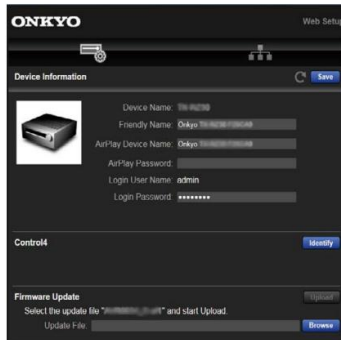 ONKYO
Web Setup
Device Information
Save
Device Name:
Friendly Name: Onkyo
AirPlay Device Name: Onkyo
AirPlay Password:
Login User Name: admin
Login Password: ••••••••
Control4
Identify
Firmware Update
Upload
Select the update file " " and start Upload.
Update File:
Browse